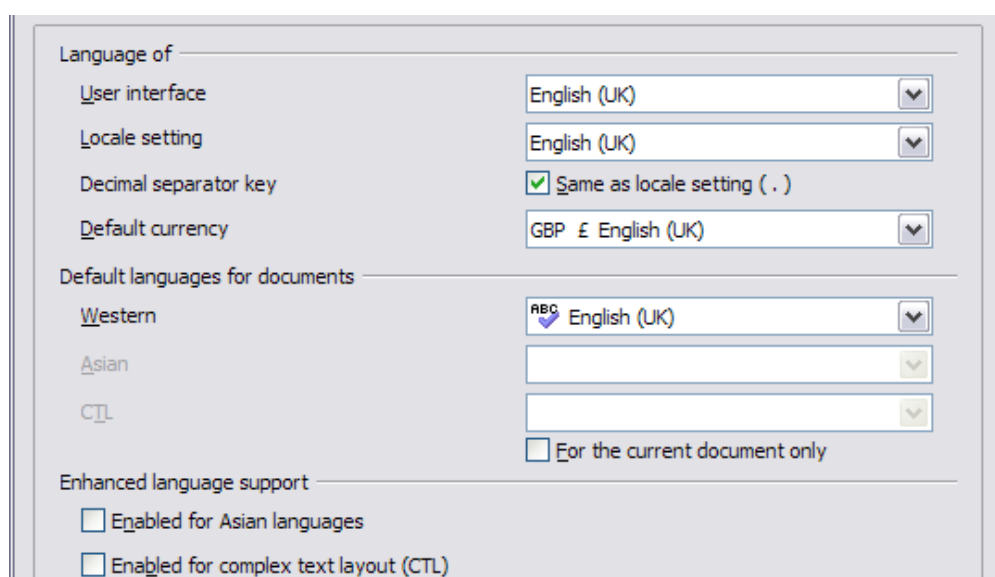 Language of
User interface English (UK)
Locale setting English (UK)
Decimal separator key Same as locale setting ( . )
Default currency GBP £ English (UK)
Default languages for documents
Western ABC English (UK)
Asian
CTL
For the current document only
Enhanced language support
Enabled for Asian languages
Enabled for complex text layout (CTL)